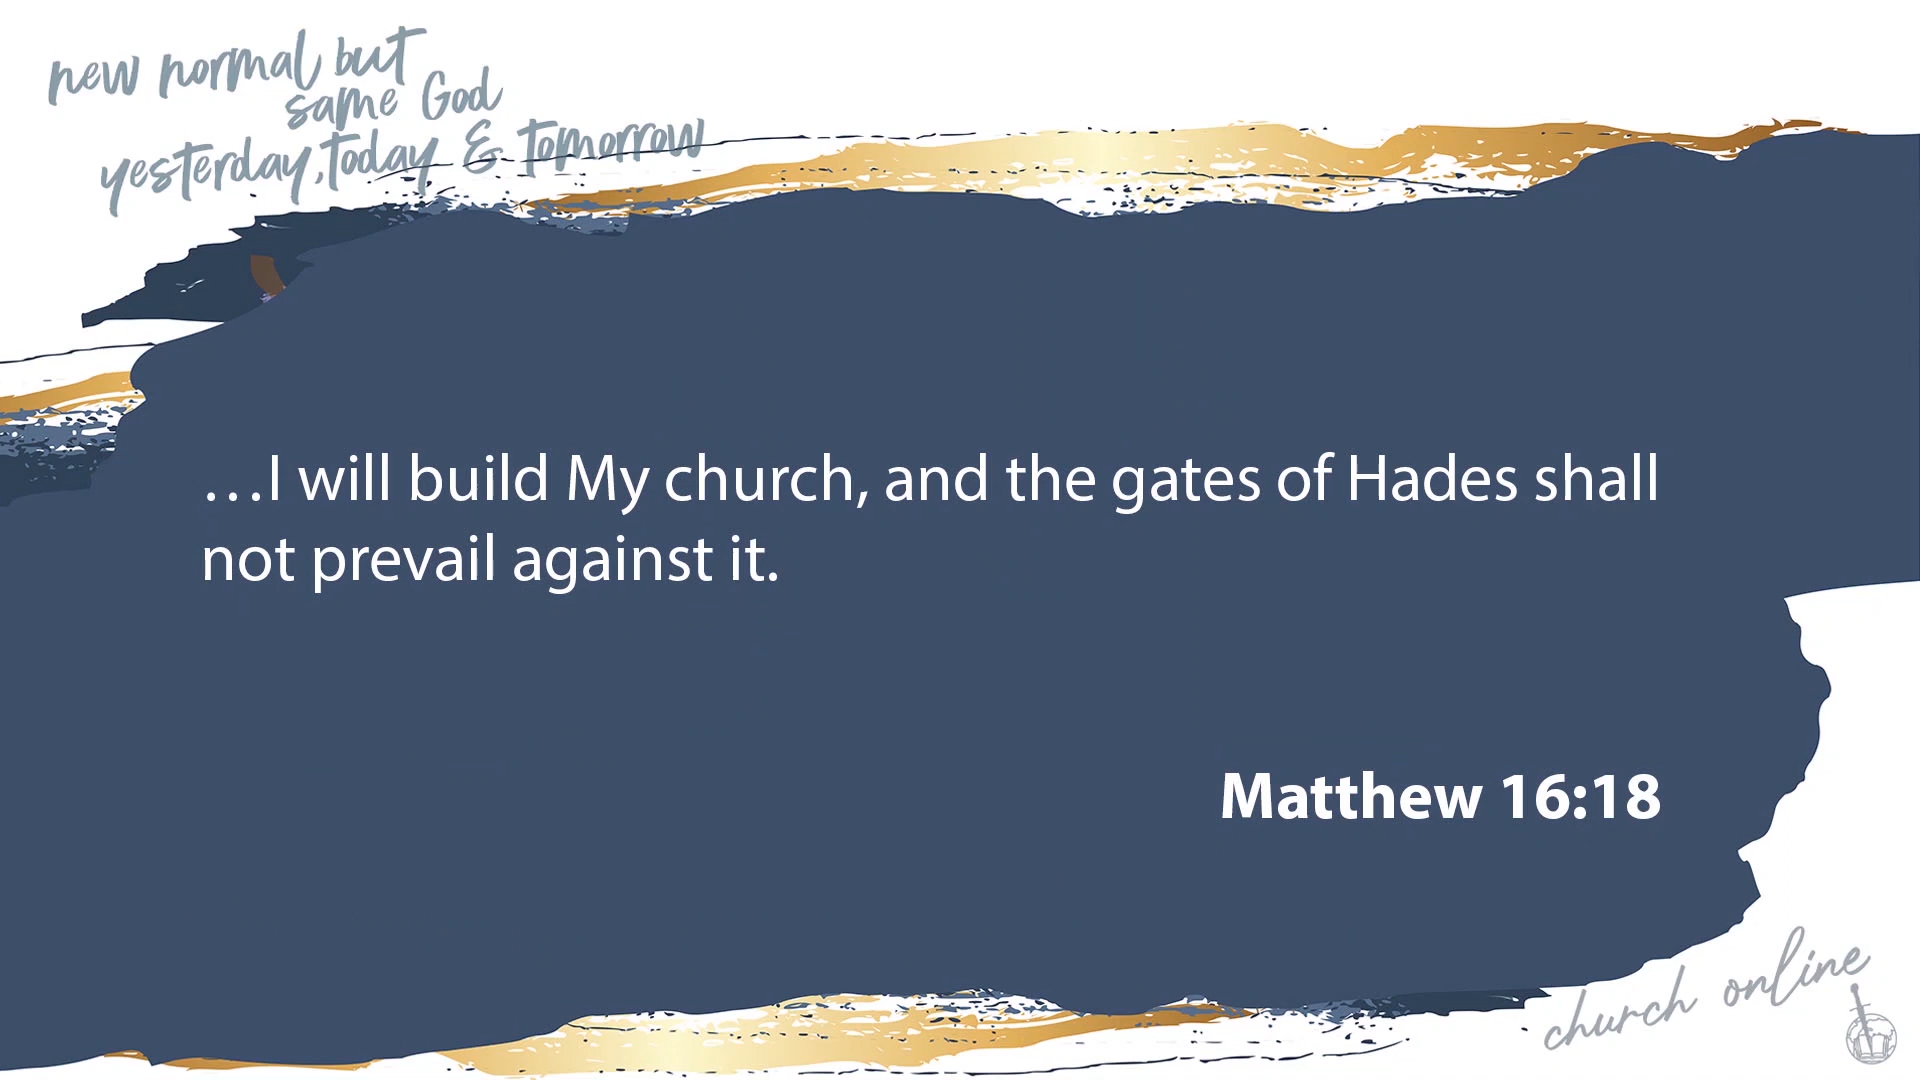 new normal but
same God
yesterday, today & tomorrow
…I will build My church, and the gates of Hades shall
not prevail against it.
Matthew 16:18
church online